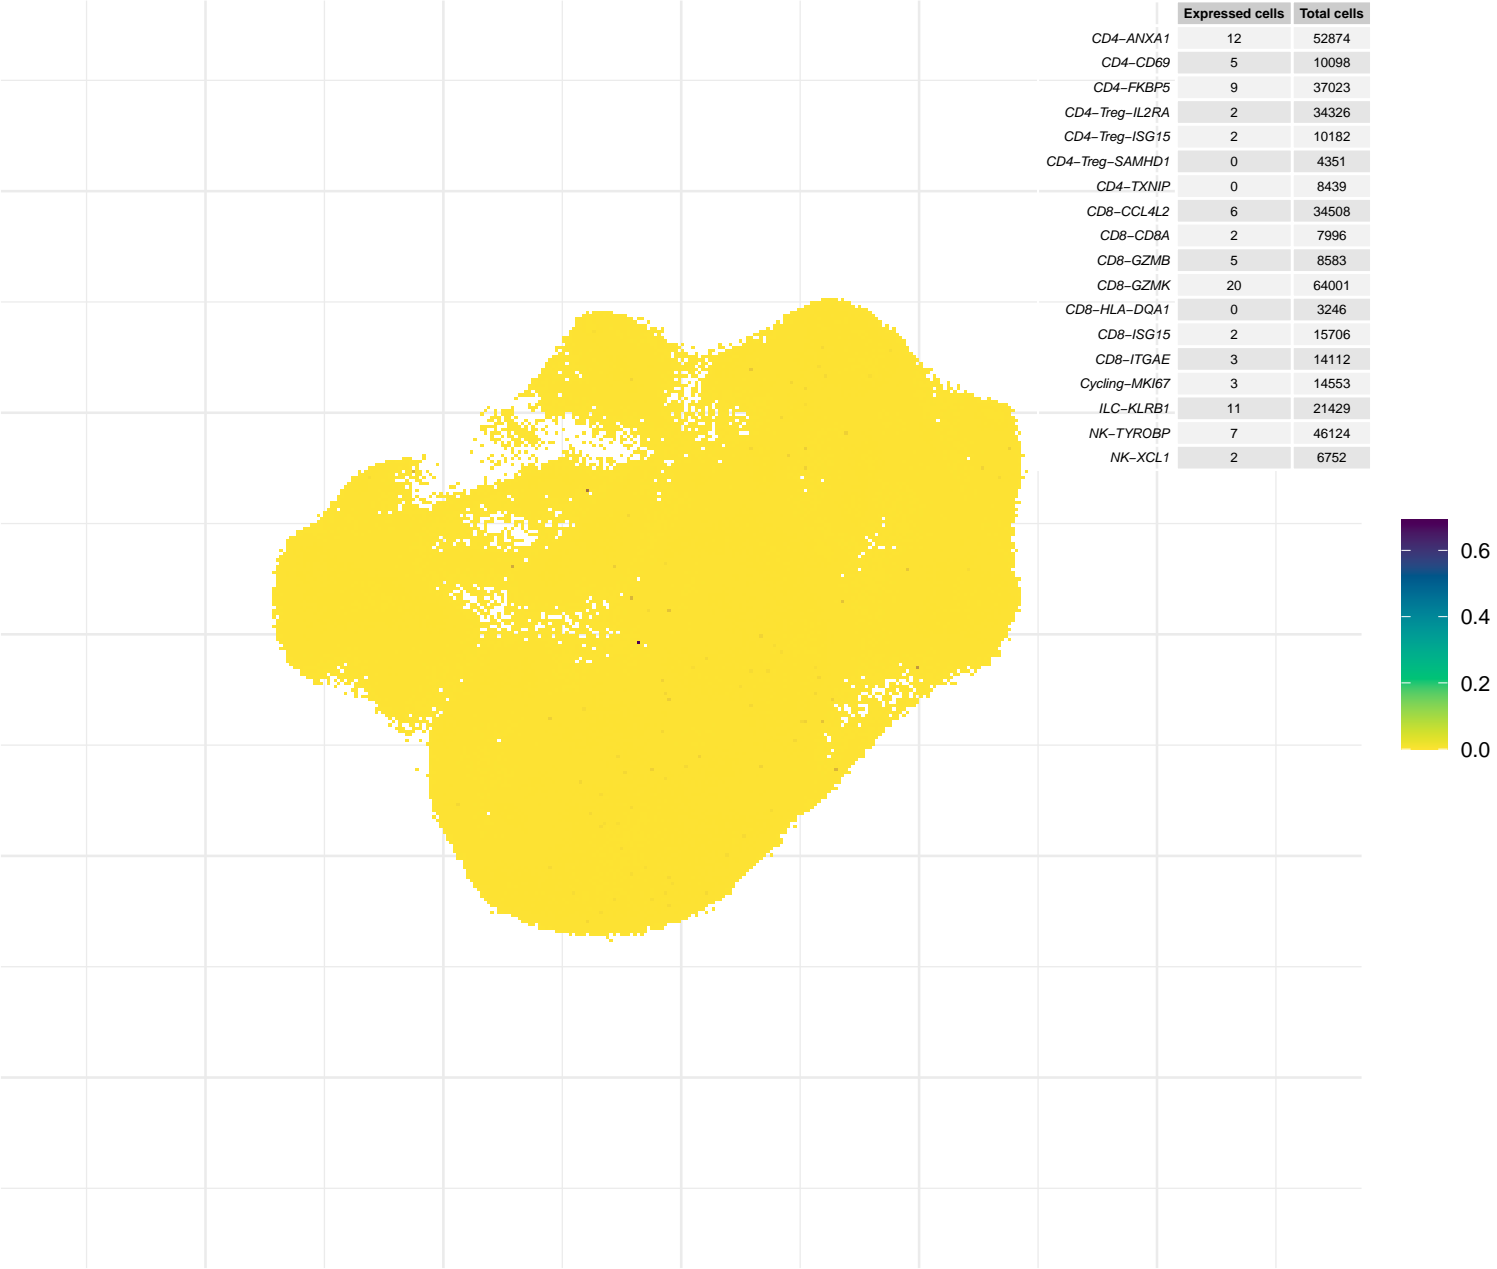 Expressed cells Total cells
CD4−ANXA1 12 52874
CD4−CD69 5 10098
CD4−FKBP5 9 37023
CD4−Treg−IL2RA 2 34326
CD4−Treg−ISG15 2 10182
CD4−Treg−SAMHD1 0 4351
CD4−TXNIP 0 8439
CD8−CCL4L2 6 34508
CD8−CD8A 2 7996
CD8−GZMB 5 8583
CD8−GZMK 20 64001
CD8−HLA−DQA1 0 3246
CD8−ISG15 2 15706
CD8−ITGAE 3 14112
Cycling−MKI67 3 14553
ILC−KLRB1 11 21429
NK−TYROBP 7 46124
NK−XCL1 2 6752
0.6
0.4
0.2
0.0